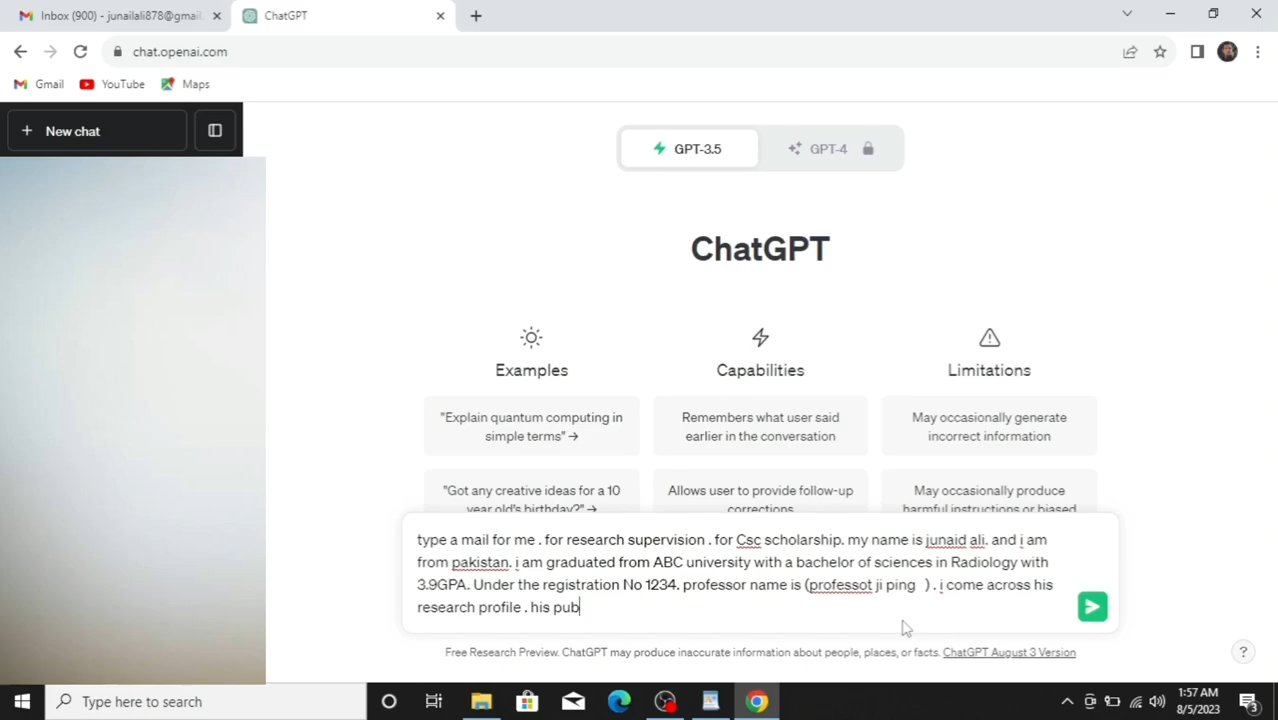 Inbox (900) - junailali878@gmail.
ChatGPT
chat.openai.com
Gmail
YouTube
Maps
New chat
GPT-3.5
GPT-4
ChatGPT
Examples
Capabilities
Limitations
"Explain quantum computing in
simple terms" →
Remembers what user said
earlier in the conversation
May occasionally generate
incorrect information
"Got any creative ideas for a 10
year old's birthday?" →
Allows user to provide follow-up
corrections
May occasionally produce
harmful instructions or biased
type a mail for me . for research supervision . for Csc scholarship. my name is junaid ali. and i am
from pakistan. i am graduated from ABC university with a bachelor of sciences in Radiology with
3.9GPA. Under the registration No 1234. professor name is (professot ji ping ) . i come across his
research profile . his pub
Free Research Preview. ChatGPT may produce inaccurate information about people, places, or facts. ChatGPT August 3 Version
?
Type here to search
1:57 AM
8/5/2023
3